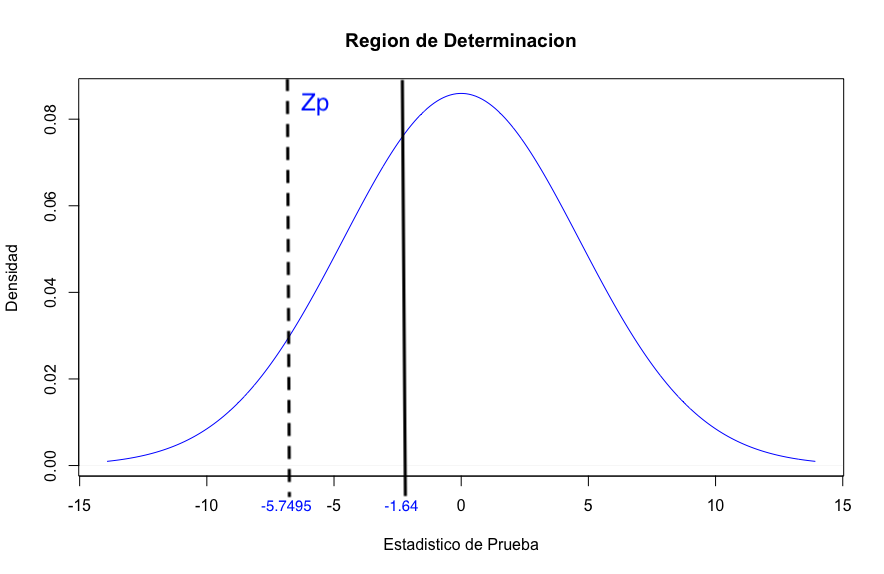 Region de Determinacion
Zp
Densidad
0.08
0.06
0.04
0.02
0.00
-15 -10 -5.7495 -5 -1.64 0 5 10 15
Estadistico de Prueba